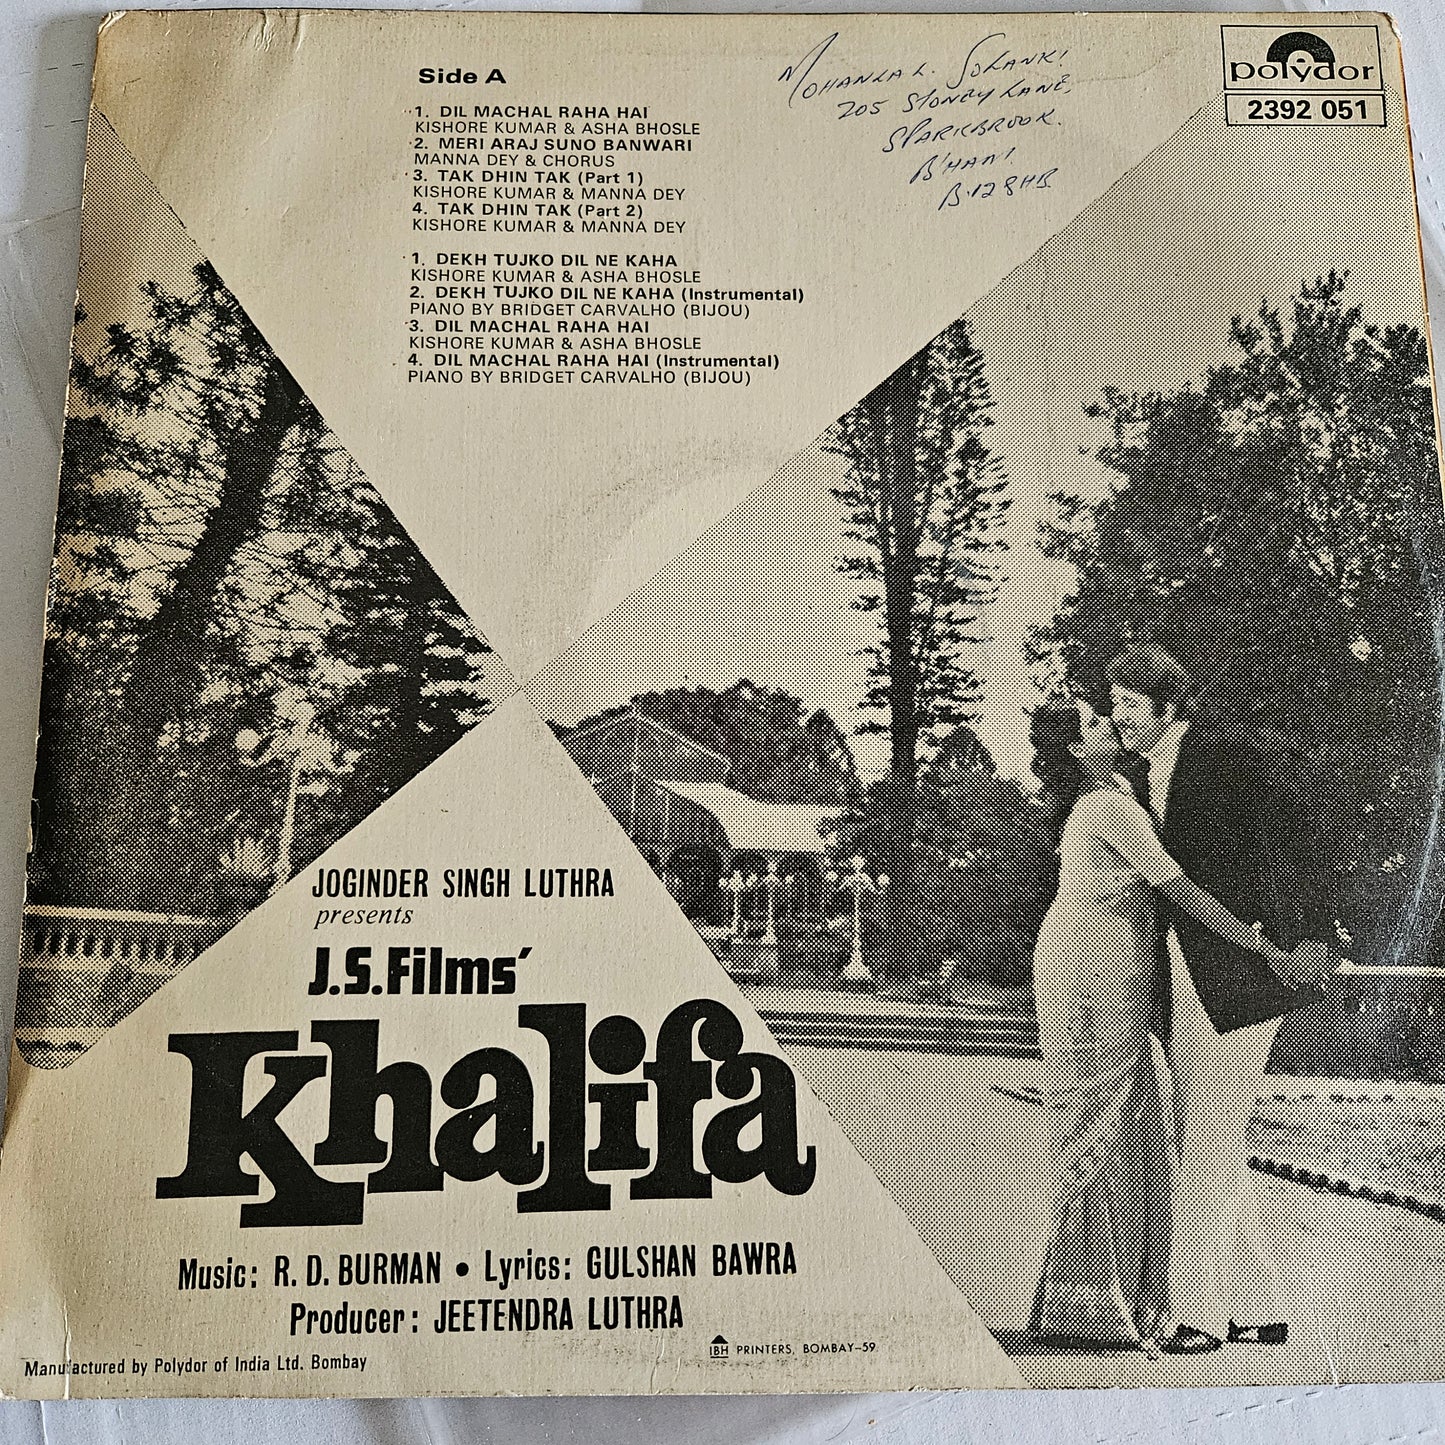 Side A
1. DIL MACHAL RAHA HAI
KISHORE KUMAR & ASHA BHOSLE
2. MERI ARAJ SUNO BANWARI
MANNA DEY & CHORUS
3. TAK DHIN TAK (Part 1)
KISHORE KUMAR & MANNA DEY
4. TAK DHIN TAK (Part 2)
KISHORE KUMAR & MANNA DEY
1. DEKH TUJKO DIL NE KAHA
KISHORE KUMAR & ASHA BHOSLE
2. DEKH TUJKO DIL NE KAHA (Instrumental)
PIANO BY BRIDGET CARVALHO (BIJOU)
3. DIL MACHAL RAHA HAI
KISHORE KUMAR & ASHA BHOSLE
4. DIL MACHAL RAHA HAI (Instrumental)
PIANO BY BRIDGET CARVALHO (BIJOU)
MOHANLAL. SOLANKI
205 STONEY LANE,
SPARKBROOK.
B'HAM.
B.12 8HB
polydor
2392 051
JOGINDER SINGH LUTHRA
presents
J.S.Films'
Khalifa
Music: R. D. BURMAN • Lyrics: GULSHAN BAWRA
Producer: JEETENDRA LUTHRA
IBH PRINTERS, BOMBAY-59
Manufactured by Polydor of India Ltd. Bombay